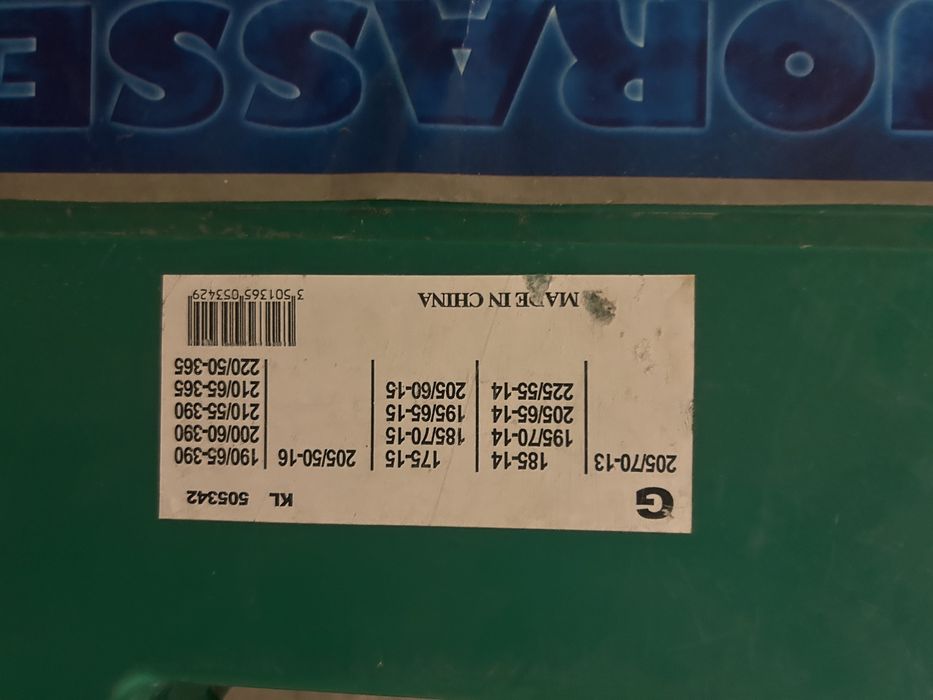 G KL 505342
205/70-13 185-14 175-15 205/50-16 190/65-390
195/70-14 185/70-15 200/60-390
205/65-14 195/65-15 210/55-390
225/55-14 205/60-15 210/65-365
220/50-365
MADE IN CHINA
3 501365 053429
ORASSE